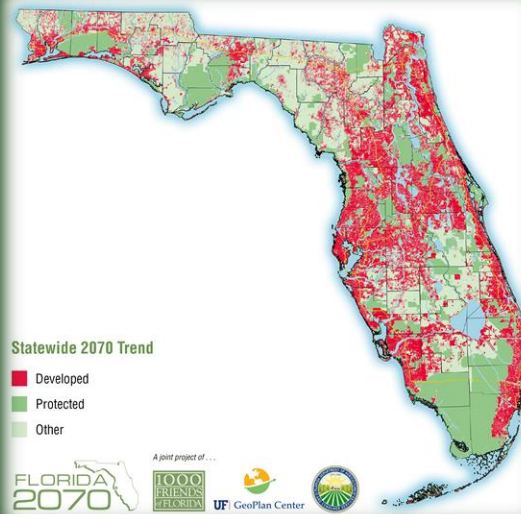 Statewide 2070 Trend
Developed
Protected
Other
A joint project of . . .
FLORIDA
2070
1000
FRIENDS
of FLORIDA
UF | GeoPlan Center